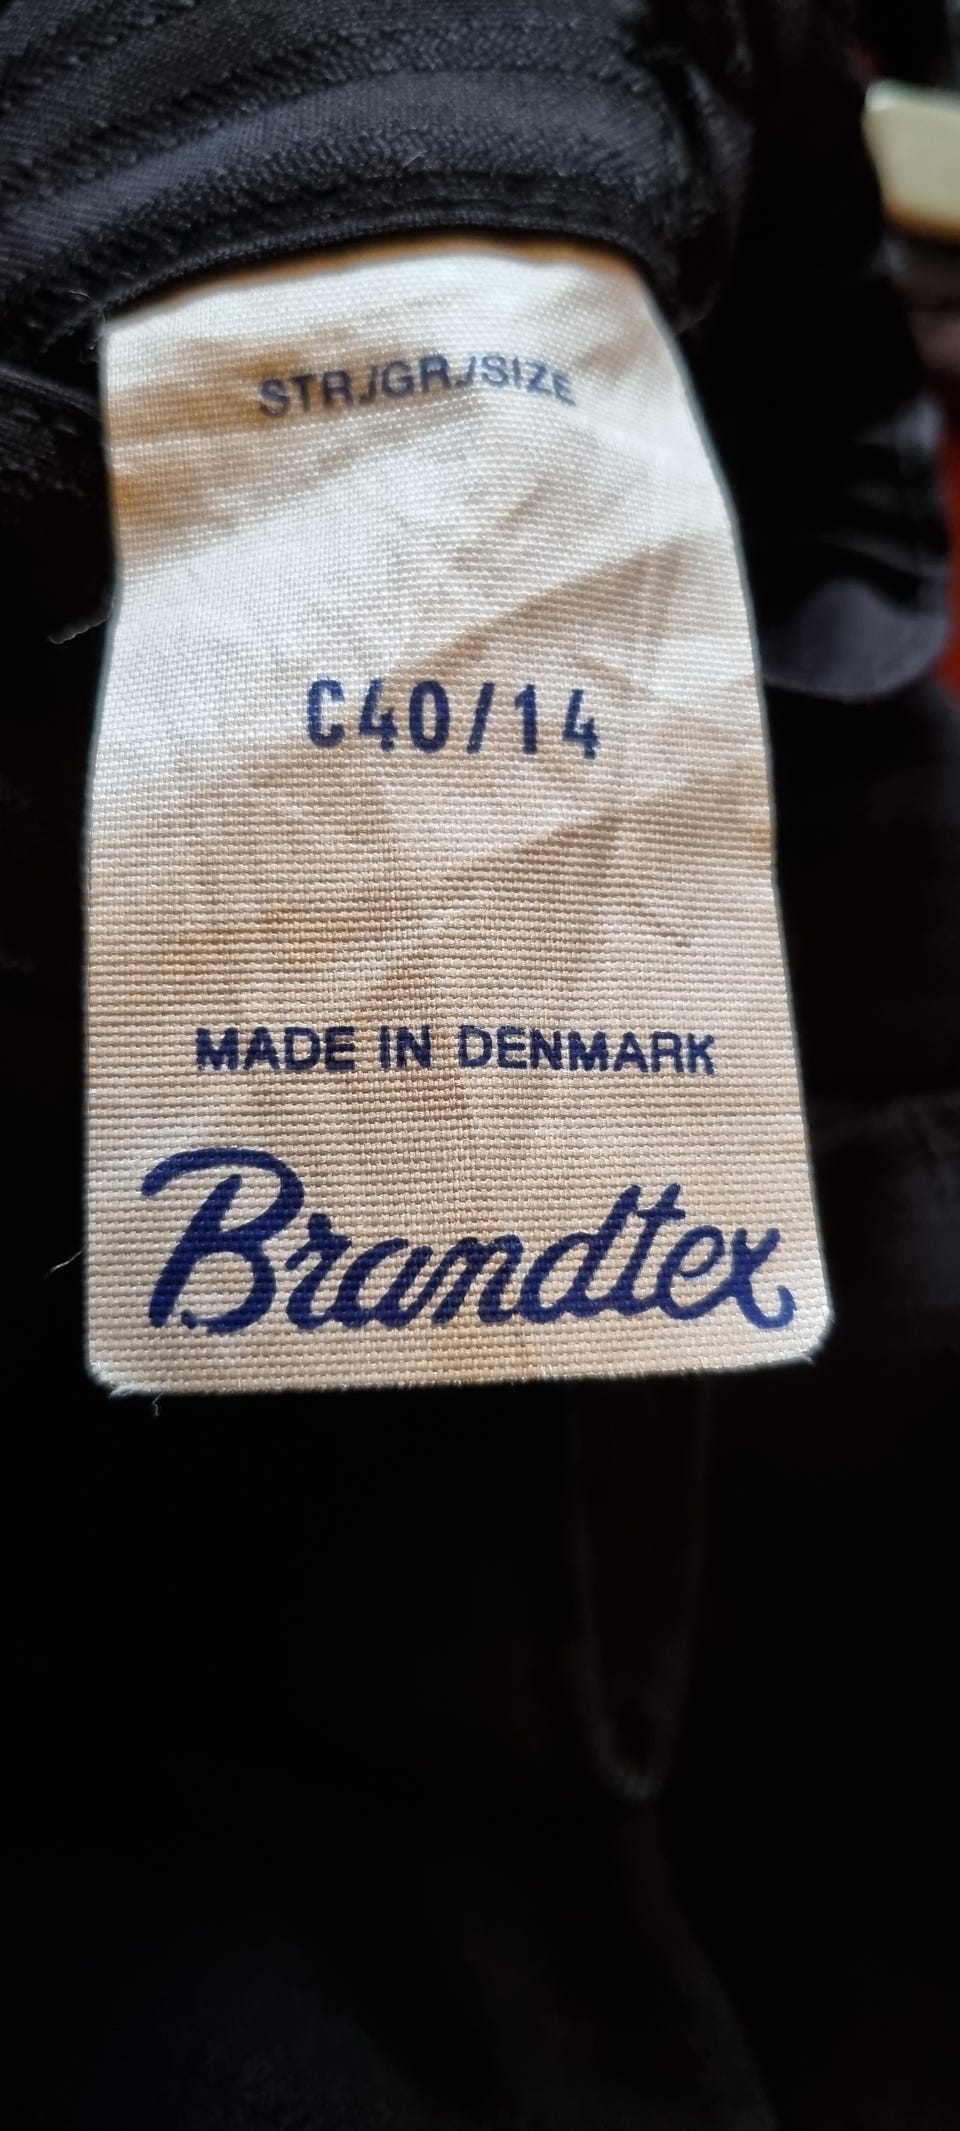 STR./GR./SIZE
C40/14
MADE IN DENMARK
Brandtex